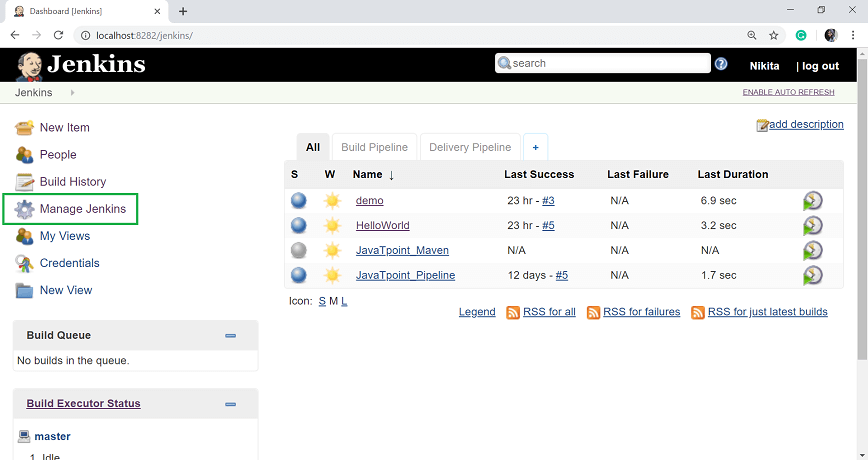 Dashboard [Jenkins]
localhost:8282/jenkins/
Jenkins
search
Nikita
| log out
Jenkins
ENABLE AUTO REFRESH
New Item
People
Build History
Manage Jenkins
My Views
Credentials
New View
Build Queue
No builds in the queue.
Build Executor Status
master
1 Idle
add description
All Build Pipeline Delivery Pipeline +
S W Name ↓ Last Success Last Failure Last Duration
demo 23 hr - #3 N/A 6.9 sec
HelloWorld 23 hr - #5 N/A 3.2 sec
JavaTpoint_Maven N/A N/A N/A
JavaTpoint_Pipeline 12 days - #5 N/A 1.7 sec
Icon: S M L
Legend RSS for all RSS for failures RSS for just latest builds